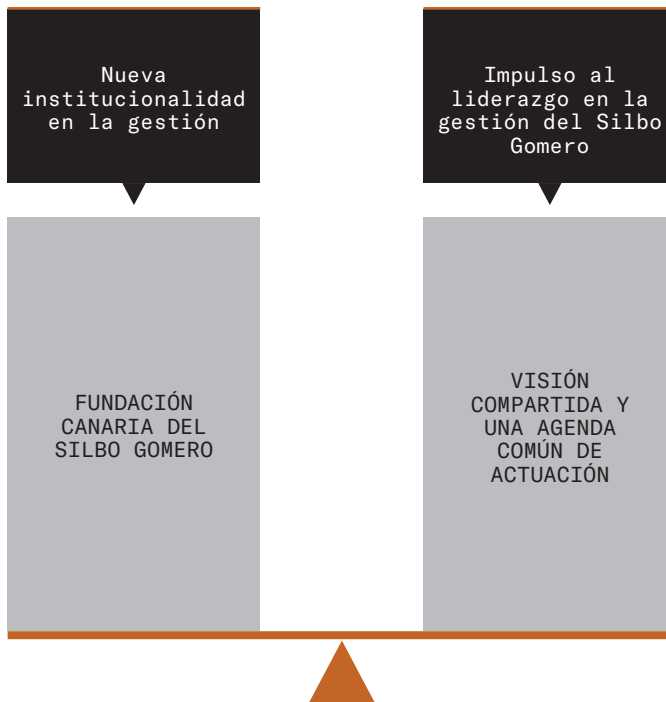 Nueva
institucionalidad
en la gestión
Impulso al
liderazgo en la
gestión del Silbo
Gomero
FUNDACIÓN
CANARIA DEL
SILBO GOMERO
VISIÓN
COMPARTIDA Y
UNA AGENDA
COMÚN DE
ACTUACIÓN